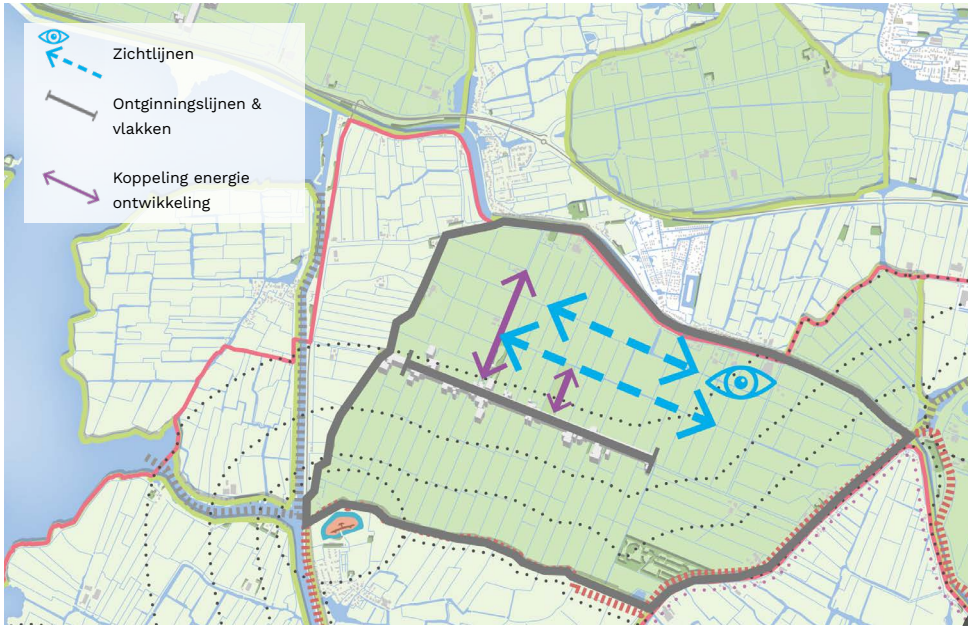 Zichtlijnen
Ontginningslijnen &
vlakken
Koppeling energie
ontwikkeling